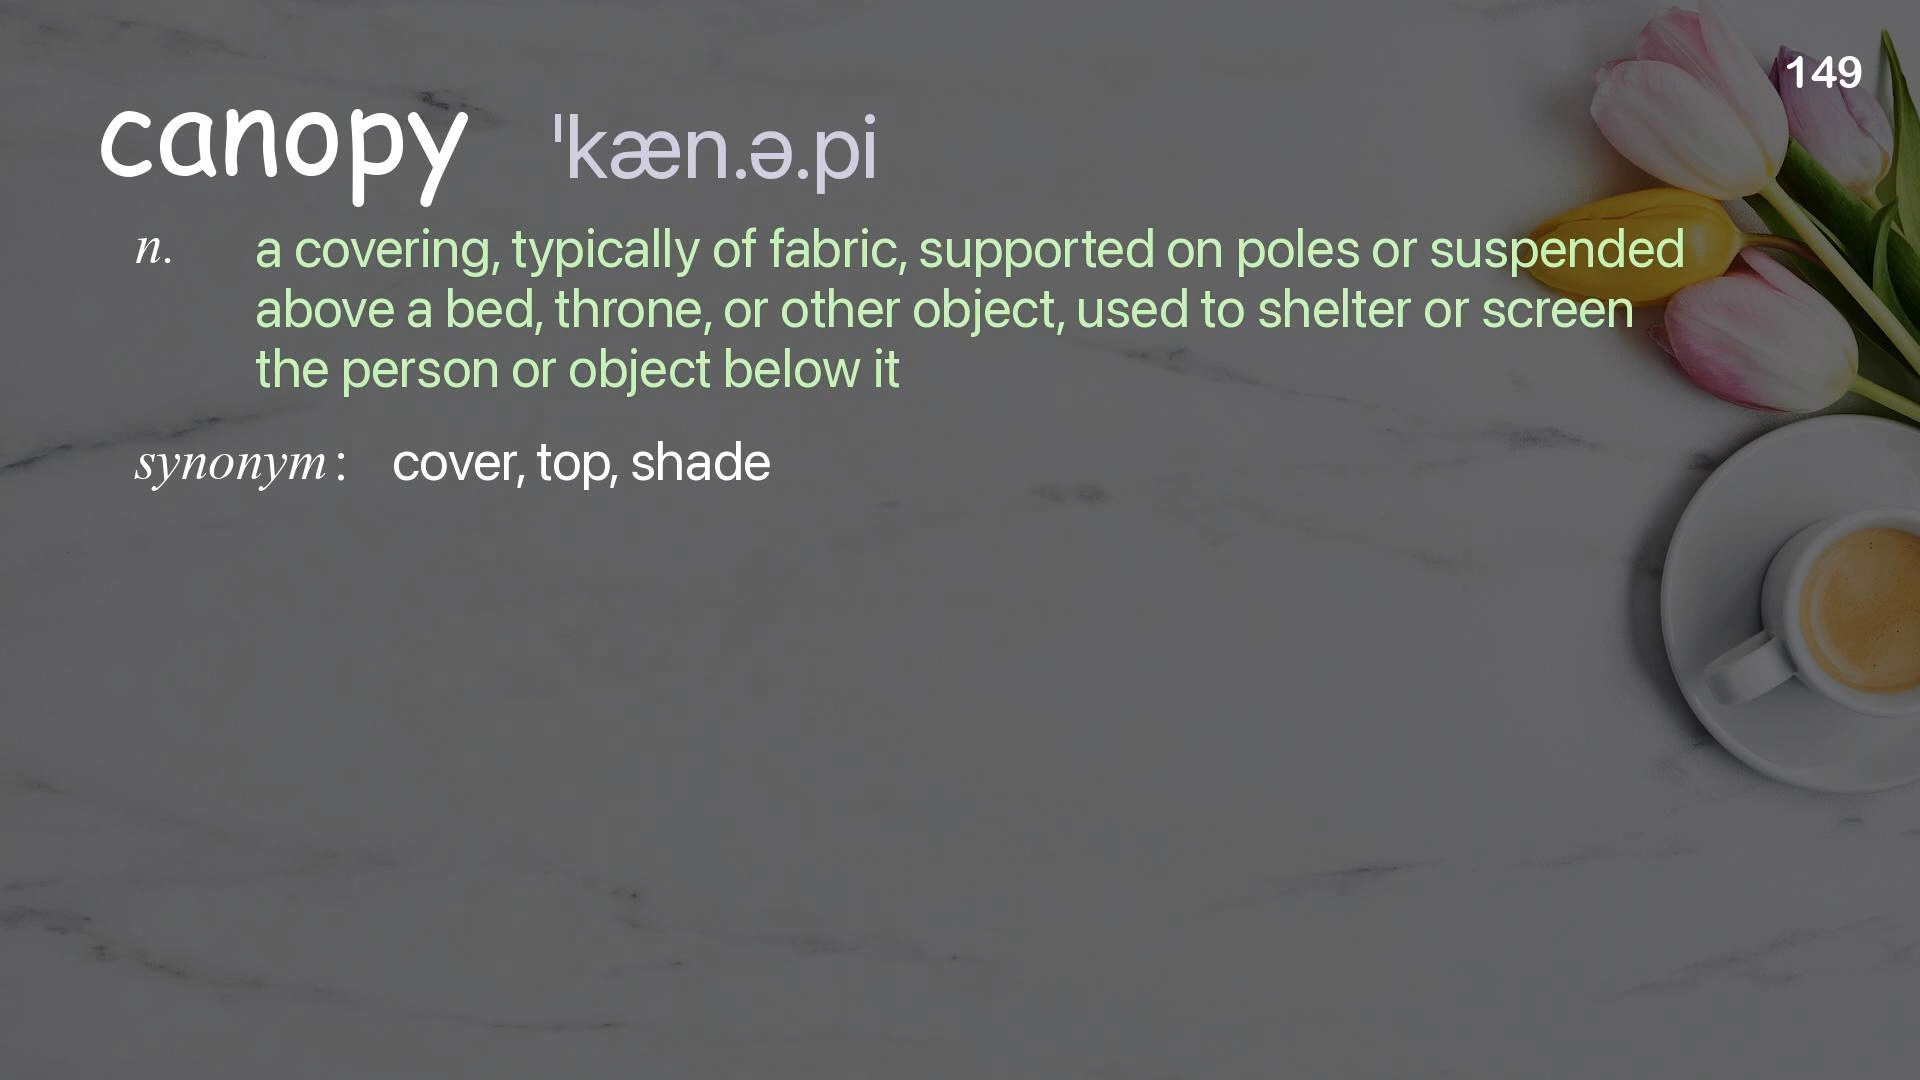 149
canopy ˈkæn.ə.pi
n. a covering, typically of fabric, supported on poles or suspended
above a bed, throne, or other object, used to shelter or screen
the person or object below it
synonym: cover, top, shade